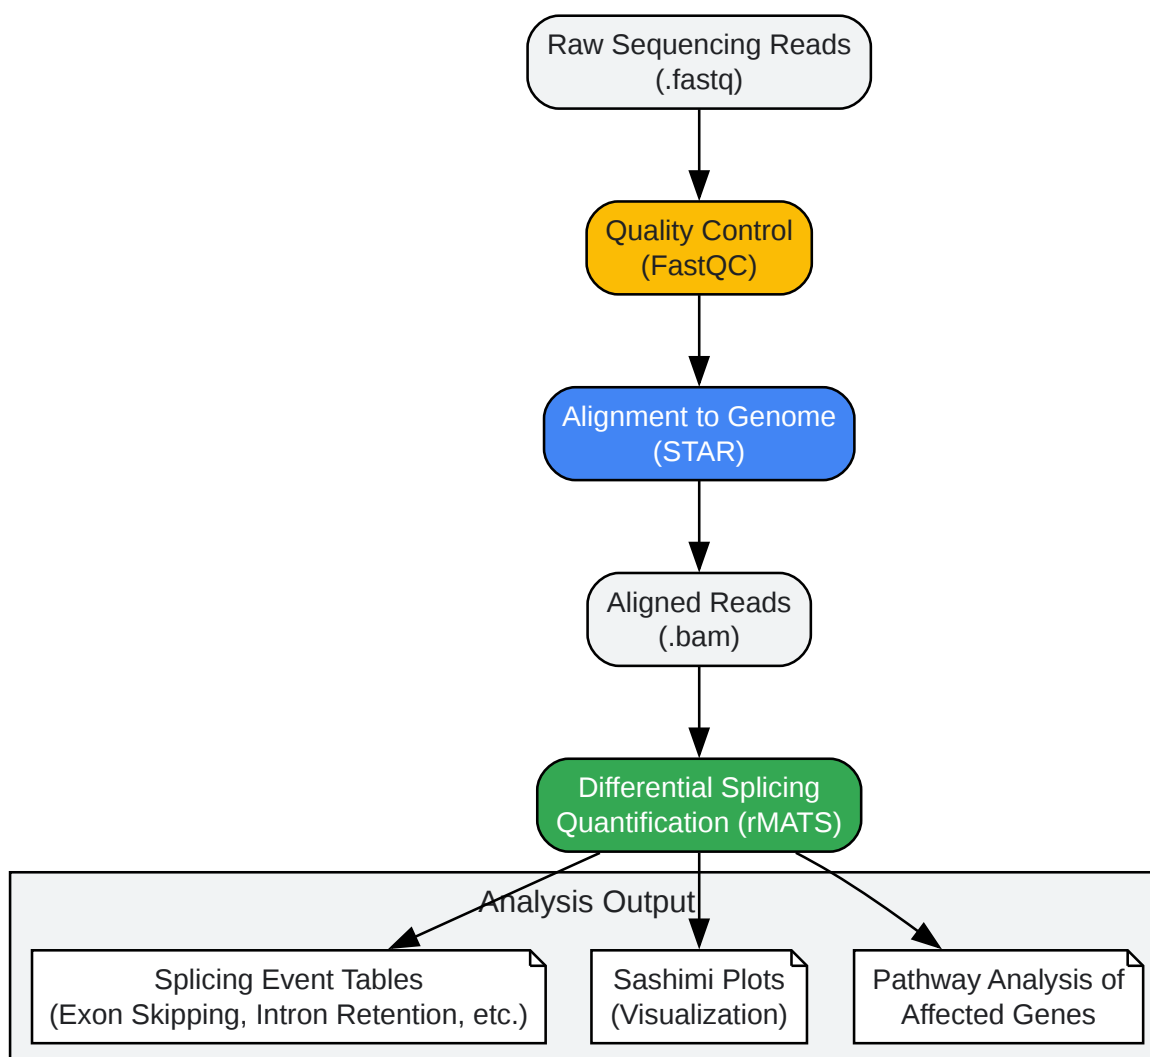 Raw Sequencing Reads
(.fastq)
Quality Control
(FastQC)
Alignment to Genome
(STAR)
Aligned Reads
(.bam)
Differential Splicing
Quantification (rMATS)
Analysis Output
Splicing Event Tables
(Exon Skipping, Intron Retention, etc.)
Sashimi Plots
(Visualization)
Pathway Analysis of
Affected Genes